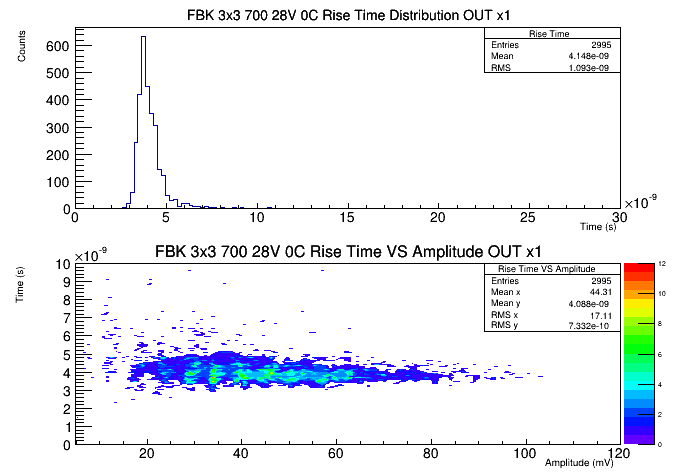 FBK 3x3 700 28V 0C Rise Time Distribution OUT x1
Counts
Rise Time
Entries 2995
Mean 4.148e-09
RMS 1.093e-09
600
500
400
300
200
100
0
0 5 10 15 20 25 30
×10^-9
Time (s)
FBK 3x3 700 28V 0C Rise Time VS Amplitude OUT x1
Time (s)
×10^-9
Rise Time VS Amplitude
Entries 2995
Mean x 44.31
Mean y 4.088e-09
RMS x 17.11
RMS y 7.332e-10
10
9
8
7
6
5
4
3
2
1
0
20 40 60 80 100 120
Amplitude (mV)
12
10
8
6
4
2
0